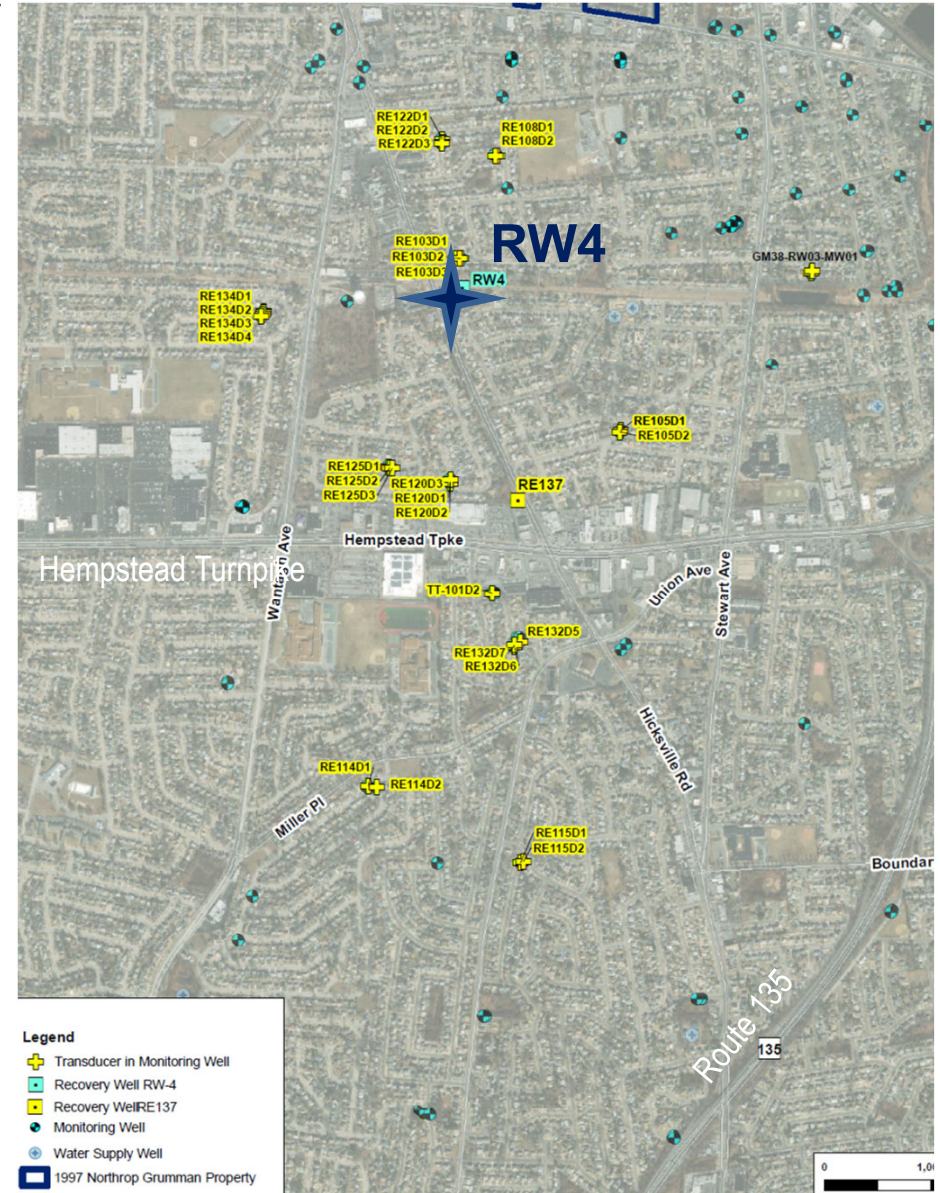 RE122D1
RE122D2
RE122D3
RE108D1
RE108D2
RW4
RE103D1
RE103D2
RE103D3
RW4
GM38-RW03-MW01
RE134D1
RE134D2
RE134D3
RE134D4
RE105D1
RE105D2
RE125D1
RE125D2
RE125D3
RE120D3
RE120D1
RE120D2
RE137
Hempstead Tpke
Hempstead Turnpike
Wantagh Ave
Union Ave
Stewart Ave
TT-101D2
RE132D5
RE132D7
RE132D6
Hicksville Rd
RE114D1
RE114D2
Miller Pl
RE115D1
RE115D2
Boundar
Route 135
135
Legend
Transducer in Monitoring Well
Recovery Well RW-4
Recovery WellRE137
Monitoring Well
Water Supply Well
1997 Northrop Grumman Property
0 1,0